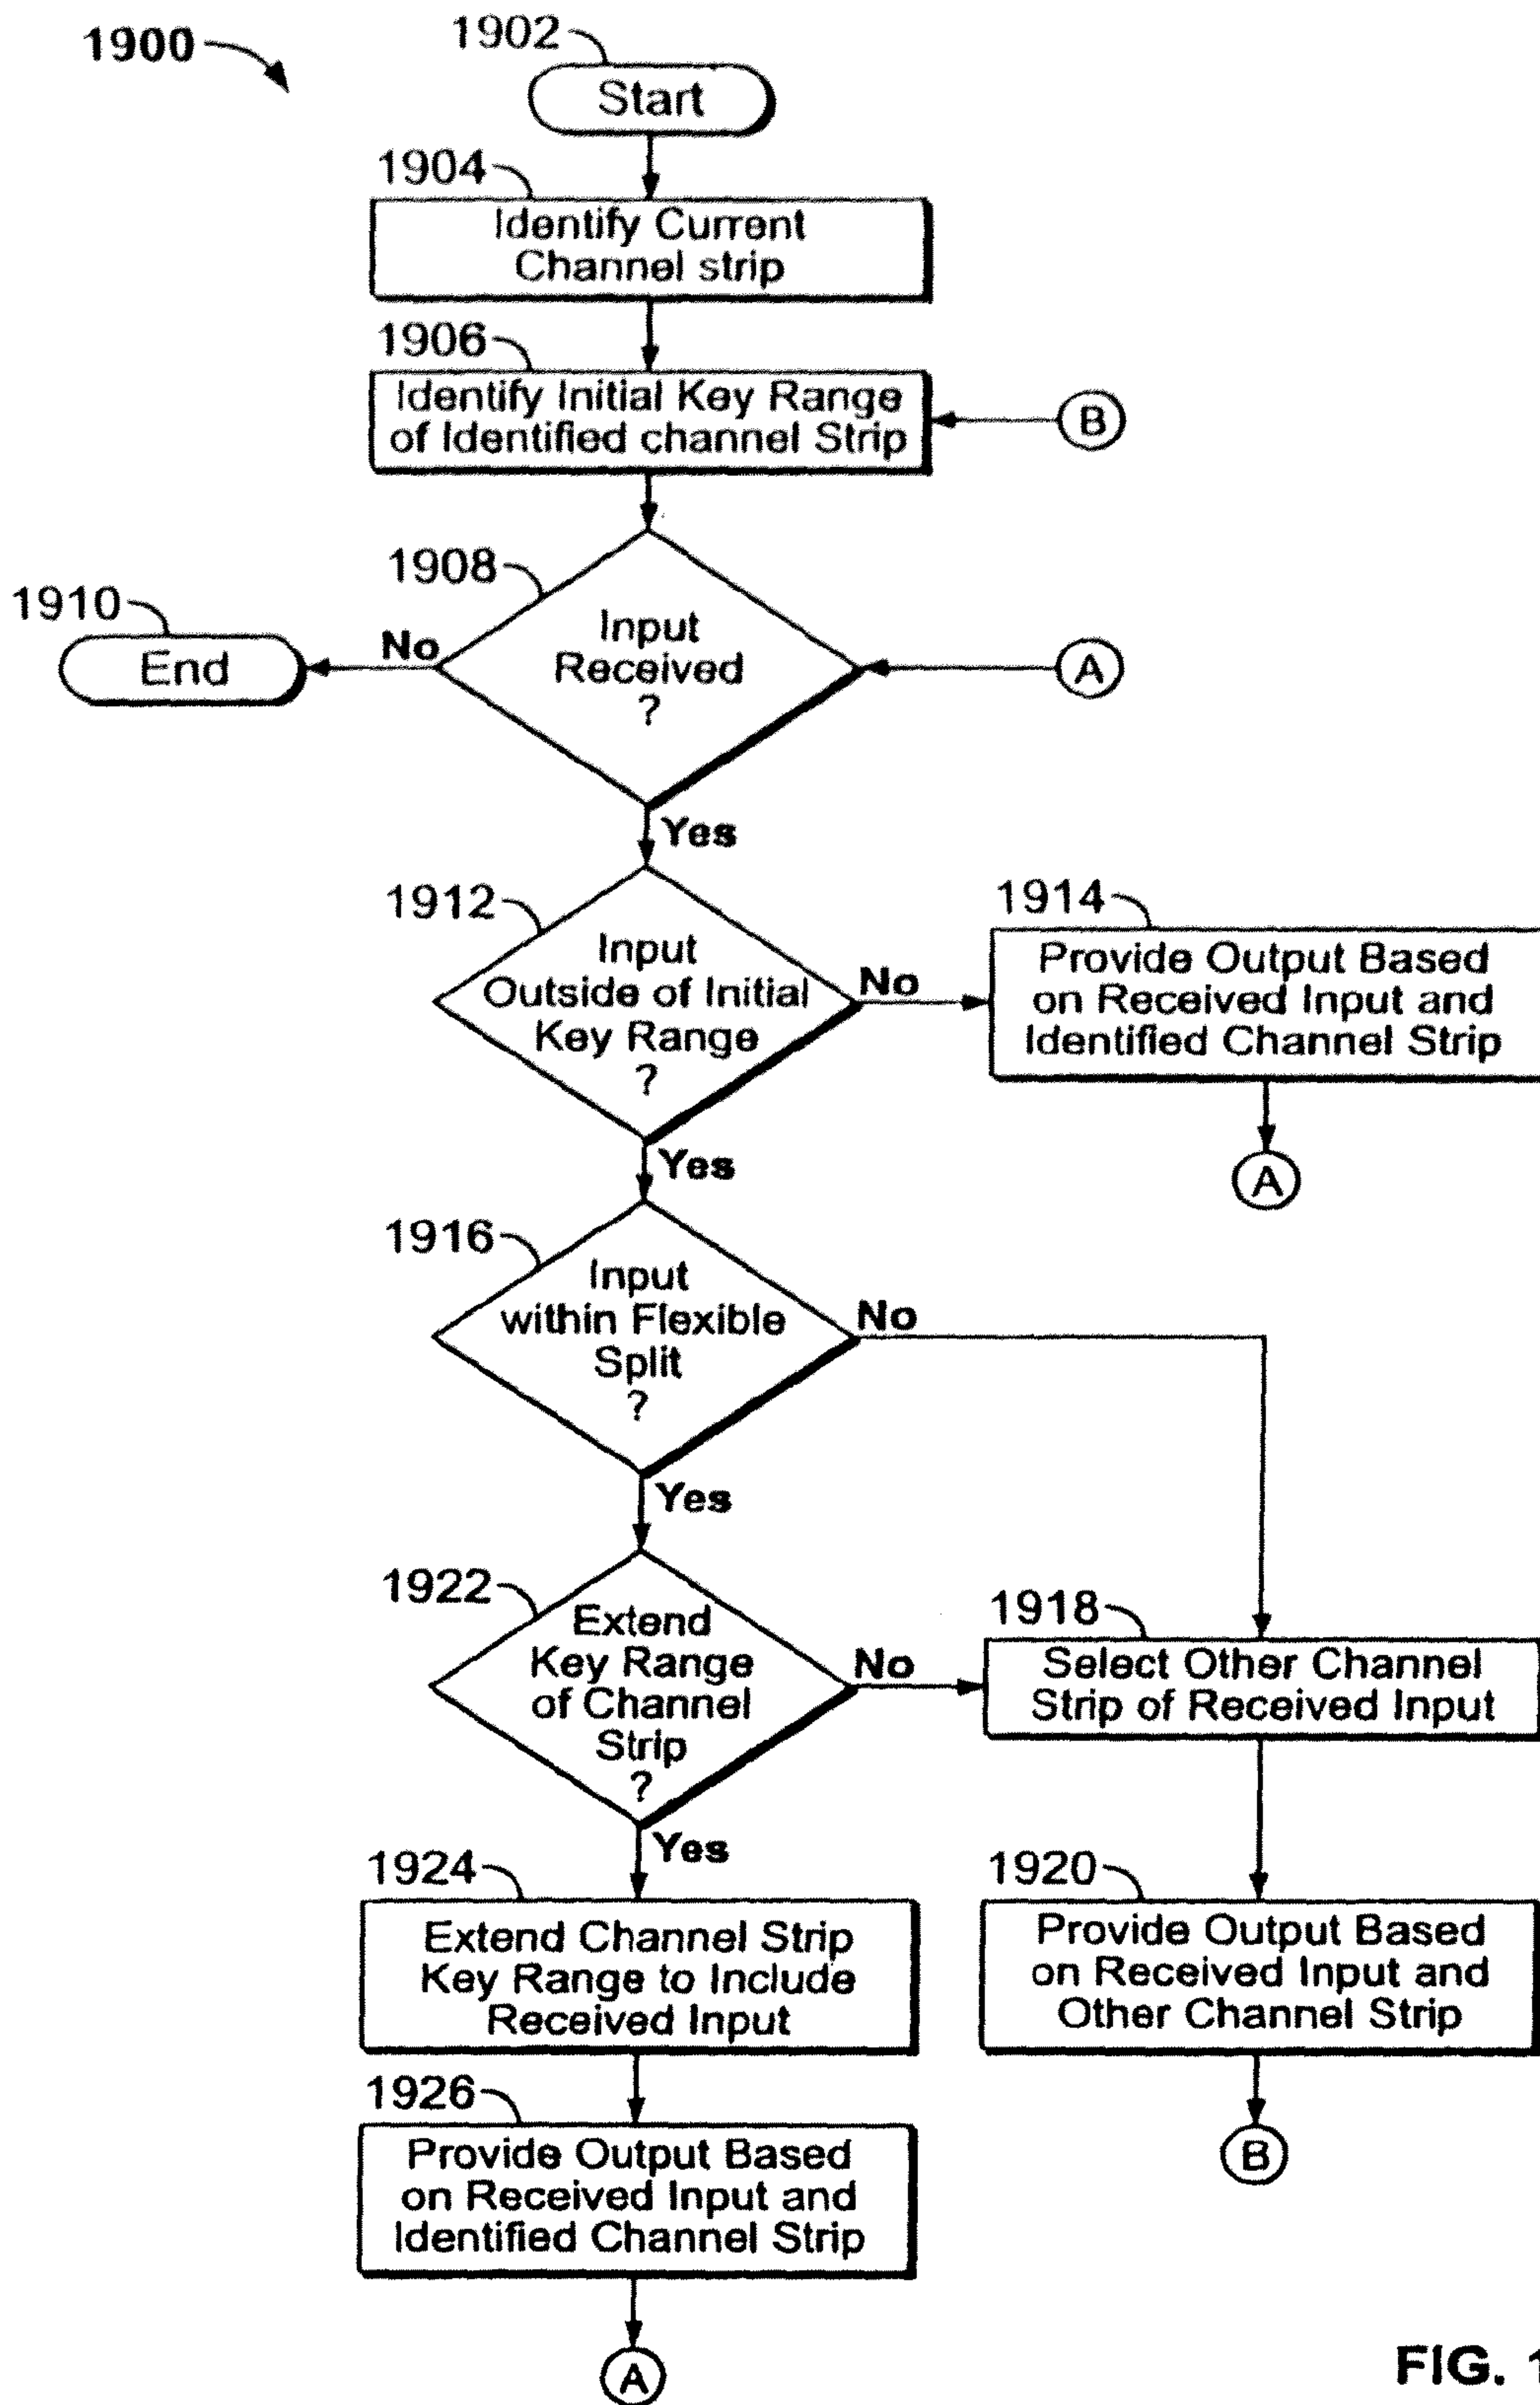 1900
1902
Start
1904
Identify Current
Channel strip
1906
Identify Initial Key Range
of Identified channel Strip
B
1908
Input
Received
?
1910
End
No
A
Yes
1912
Input
Outside of Initial
Key Range
?
No
1914
Provide Output Based
on Received Input and
Identified Channel Strip
A
Yes
1916
Input
within Flexible
Split
?
No
Yes
1922
Extend
Key Range
of Channel
Strip
?
No
1918
Select Other Channel
Strip of Received Input
Yes
1924
Extend Channel Strip
Key Range to Include
Received Input
1920
Provide Output Based
on Received Input and
Other Channel Strip
B
1926
Provide Output Based
on Received Input and
Identified Channel Strip
A
FIG.